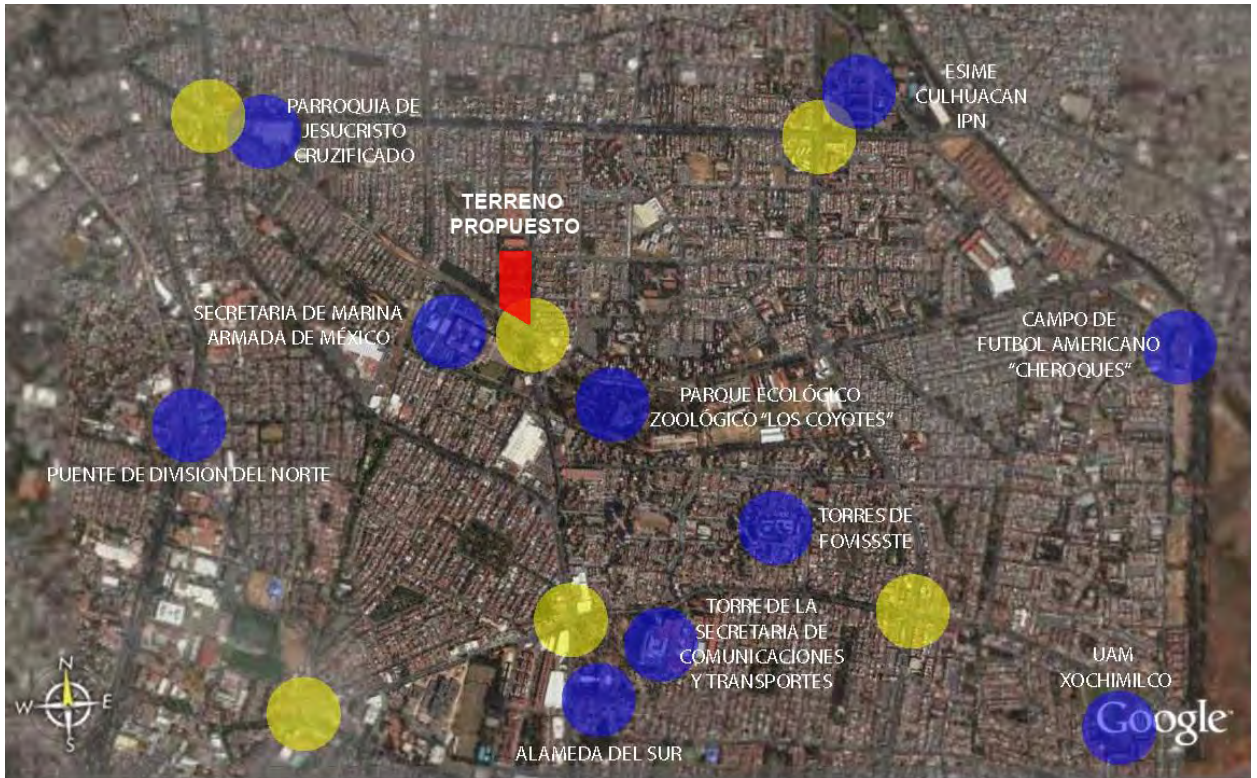 PARROQUIA DE
JESUCRISTO
CRUZIFICADO
ESIME
CULHUACAN
IPN
TERRENO
PROPUESTO
SECRETARIA DE MARINA
ARMADA DE MÉXICO
CAMPO DE
FUTBOL AMERICANO
"CHEROQUES"
PARQUE ECOLÓGICO
ZOOLÓGICO "LOS COYOTES"
PUENTE DE DIVISION DEL NORTE
TORRES DE
FOVISSSTE
TORRE DE LA
SECRETARIA DE
COMUNICACIONES
Y TRANSPORTES
UAM
XOCHIMILCO
N
W
E
S
Google
ALAMEDA DEL SUR